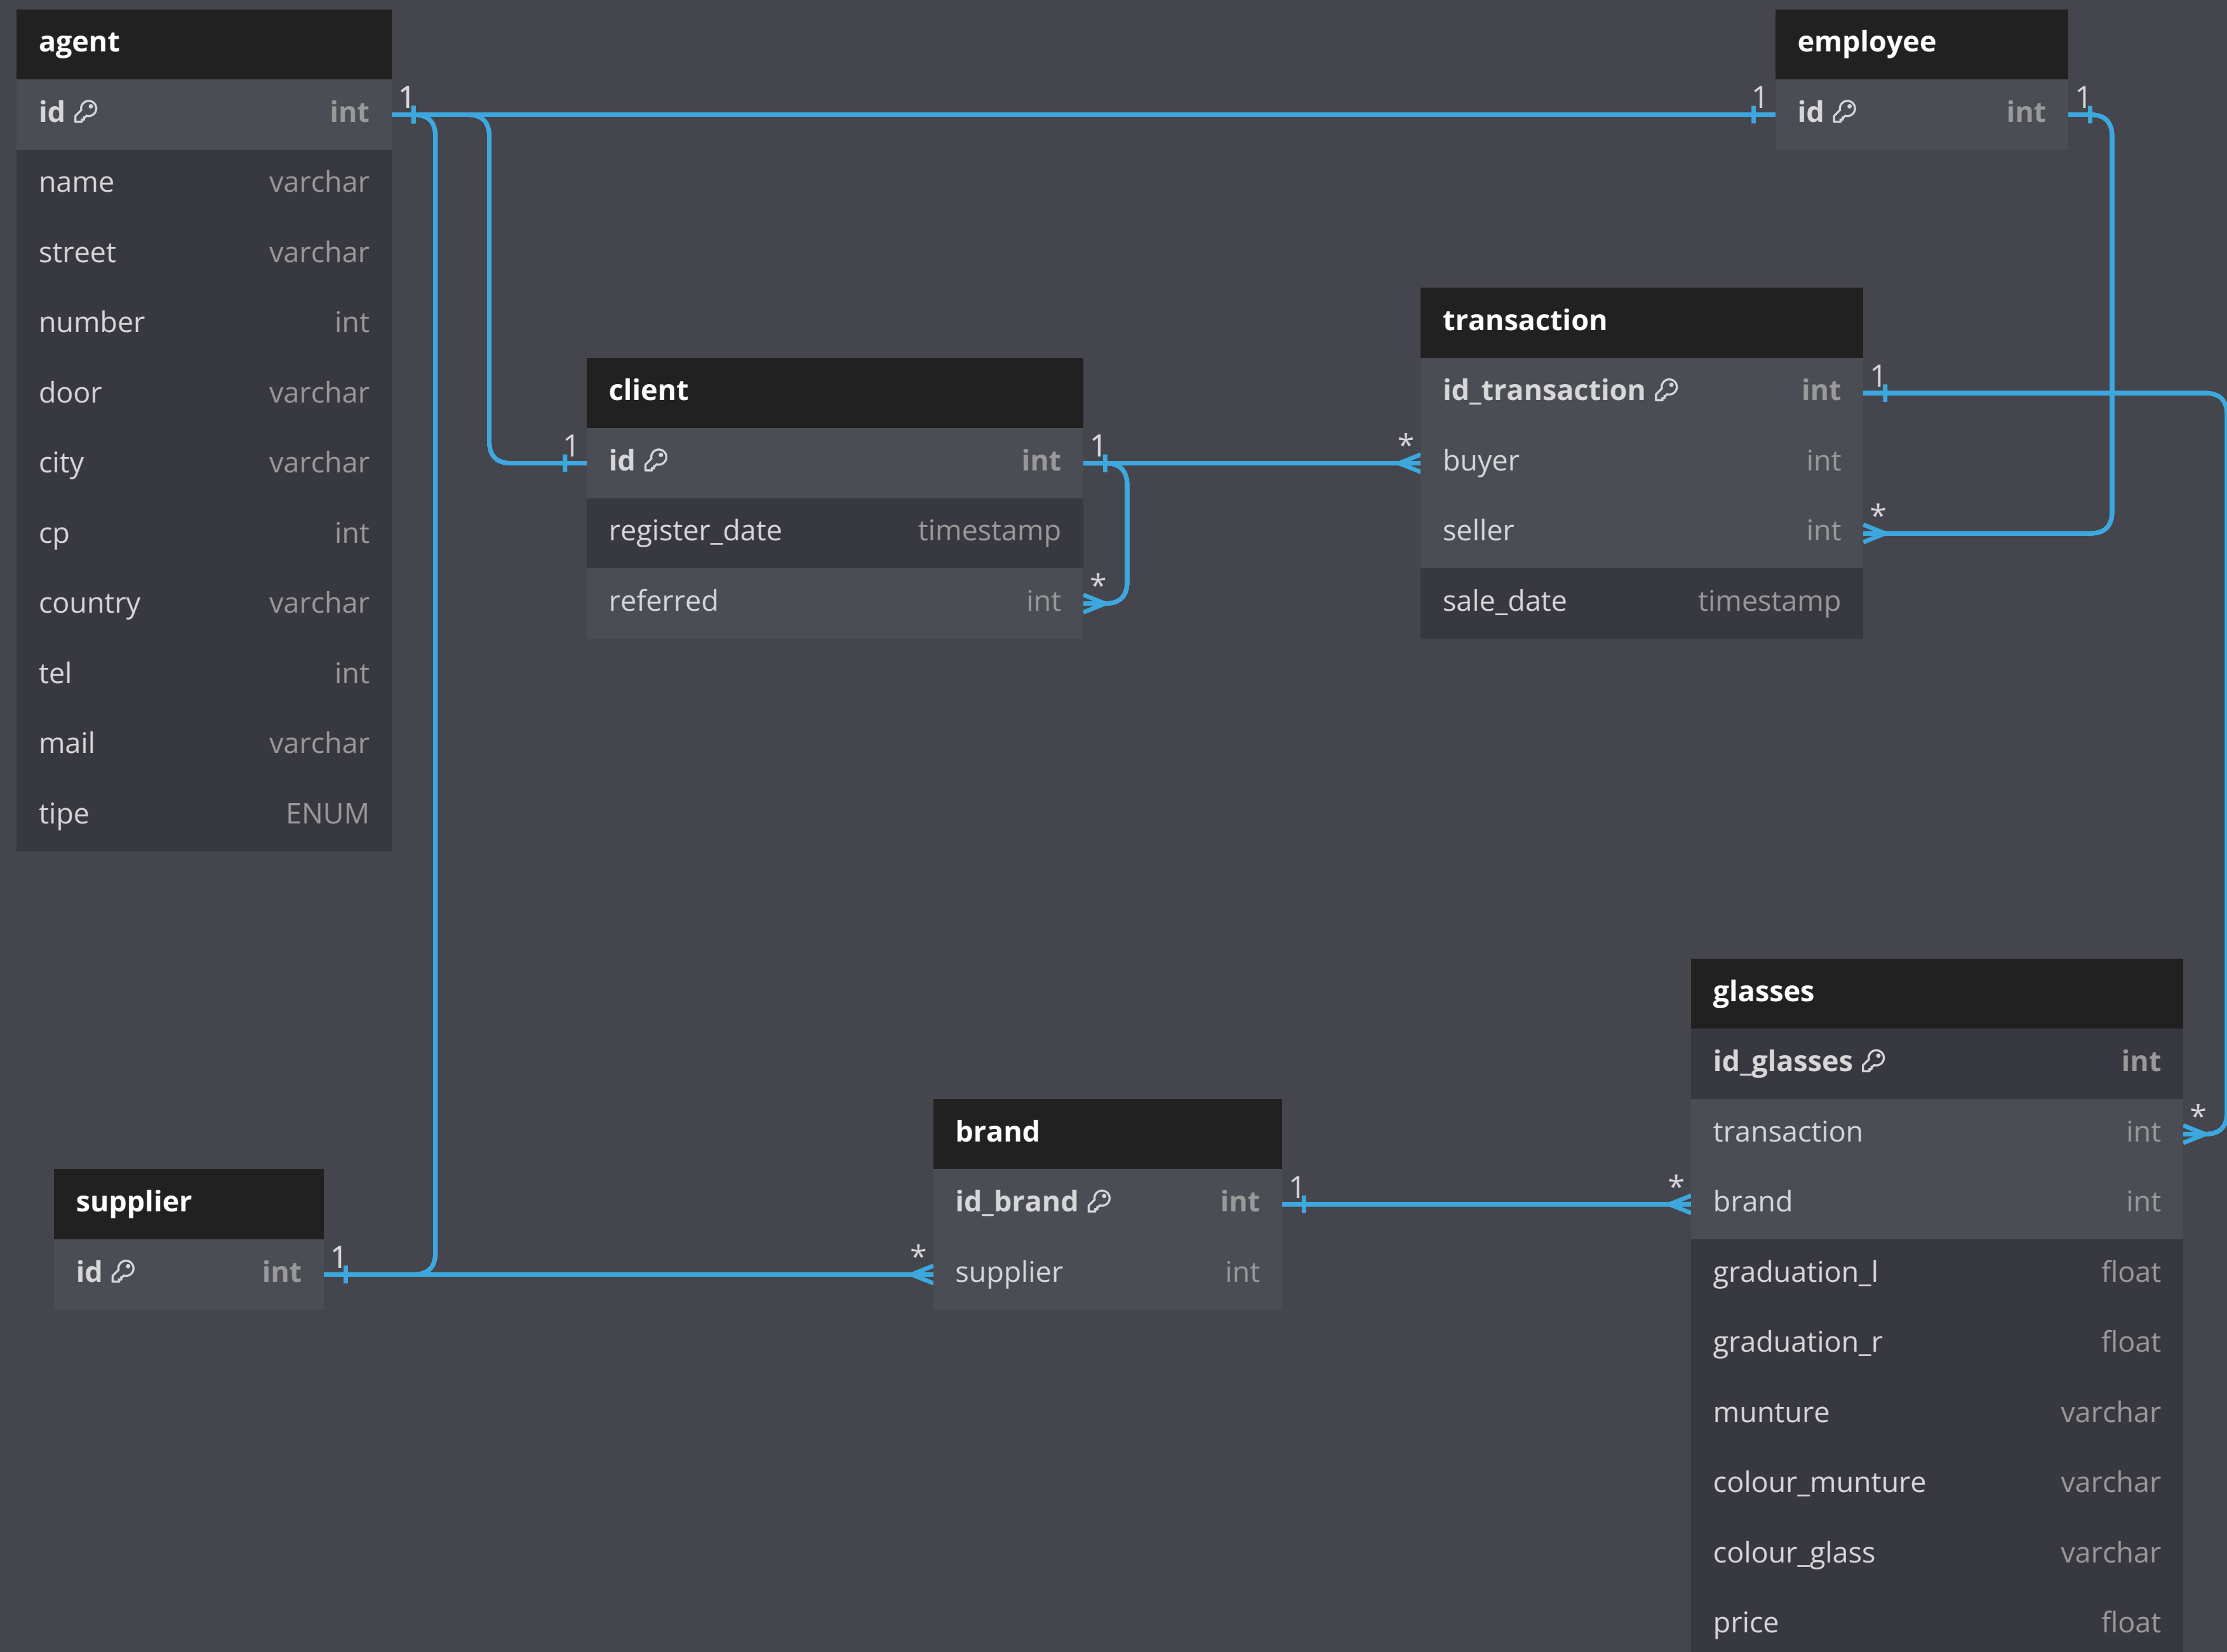 agent
id int
name varchar
street varchar
number int
door varchar
city varchar
cp int
country varchar
tel int
mail varchar
tipe ENUM
1
1
employee
id int
1
client
1
id int
1
register_date timestamp
referred int
*
transaction
id_transaction int
1
*
buyer int
seller int
*
sale_date timestamp
supplier
id int
1
brand
id_brand int
1
*
supplier int
glasses
id_glasses int
transaction int
*
*
brand int
graduation_l float
graduation_r float
munture varchar
colour_munture varchar
colour_glass varchar
price float